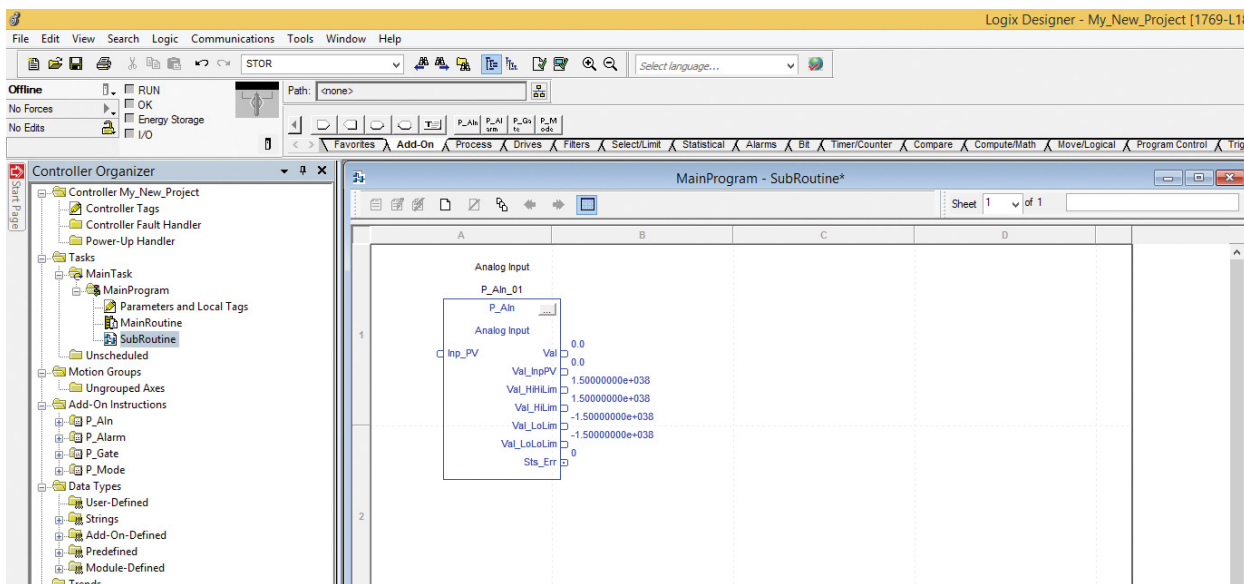 Logix Designer - My_New_Project [1769-L18
File Edit View Search Logic Communications Tools Window Help
STOR
Select language...
Offline
RUN
Path: <none>
No Forces
OK
No Edits
Energy Storage
I/O
P_AIn P_Al arm P_Ga te P_M ode
Favorites Add-On Process Drives Filters Select/Limit Statistical Alarms Bit Timer/Counter Compare Compute/Math Move/Logical Program Control Trig
Start Page
Controller Organizer
Controller My_New_Project
Controller Tags
Controller Fault Handler
Power-Up Handler
Tasks
MainTask
MainProgram
Parameters and Local Tags
MainRoutine
SubRoutine
Unscheduled
Motion Groups
Ungrouped Axes
Add-On Instructions
P_AIn
P_Alarm
P_Gate
P_Mode
Data Types
User-Defined
Strings
Add-On-Defined
Predefined
Module-Defined
Trends
MainProgram - SubRoutine*
Sheet 1 of 1
A B C D
1
2
Analog Input
P_AIn_01
P_AIn ...
Analog Input
Inp_PV Val 0.0
Val_InpPV 0.0
Val_HiHiLim 1.50000000e+038
Val_HiLim 1.50000000e+038
Val_LoLim -1.50000000e+038
Val_LoLoLim -1.50000000e+038
Sts_Err 0